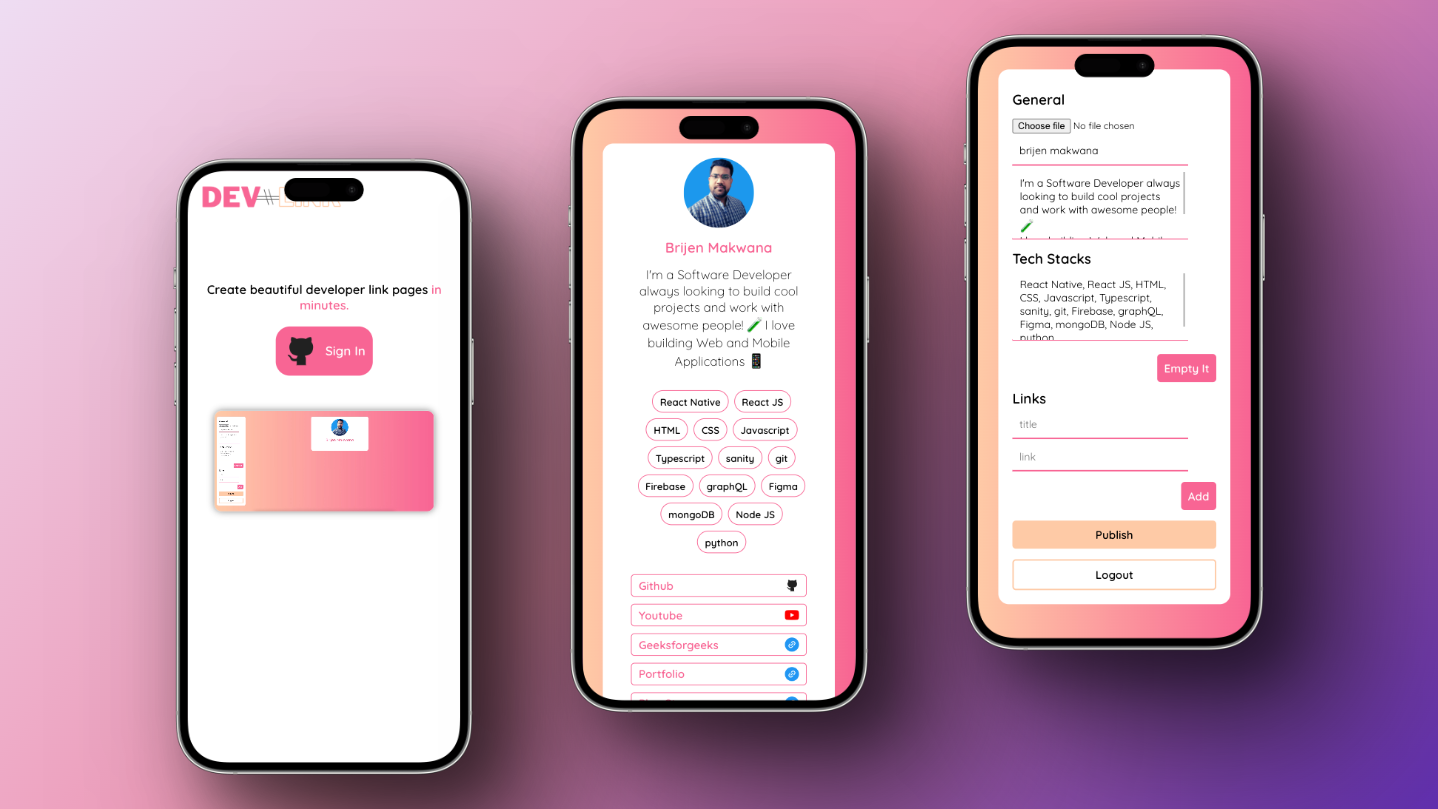 DEV
Create beautiful developer link pages in
minutes.
Sign In
Brijen Makwana
I'm a Software Developer
always looking to build cool
projects and work with
awesome people! 🧪 I love
building Web and Mobile
Applications 📱
React Native React JS
HTML CSS Javascript
Typescript sanity git
Firebase graphQL Figma
mongoDB Node JS
python
Github
Youtube
Geeksforgeeks
Portfolio
General
Choose file No file chosen
brijen makwana
I'm a Software Developer always
looking to build cool projects
and work with awesome people!
🧪
Tech Stacks
React Native, React JS, HTML,
CSS, Javascript, Typescript,
sanity, git, Firebase, graphQL,
Figma, mongoDB, Node JS,
python
Empty It
Links
title
link
Add
Publish
Logout